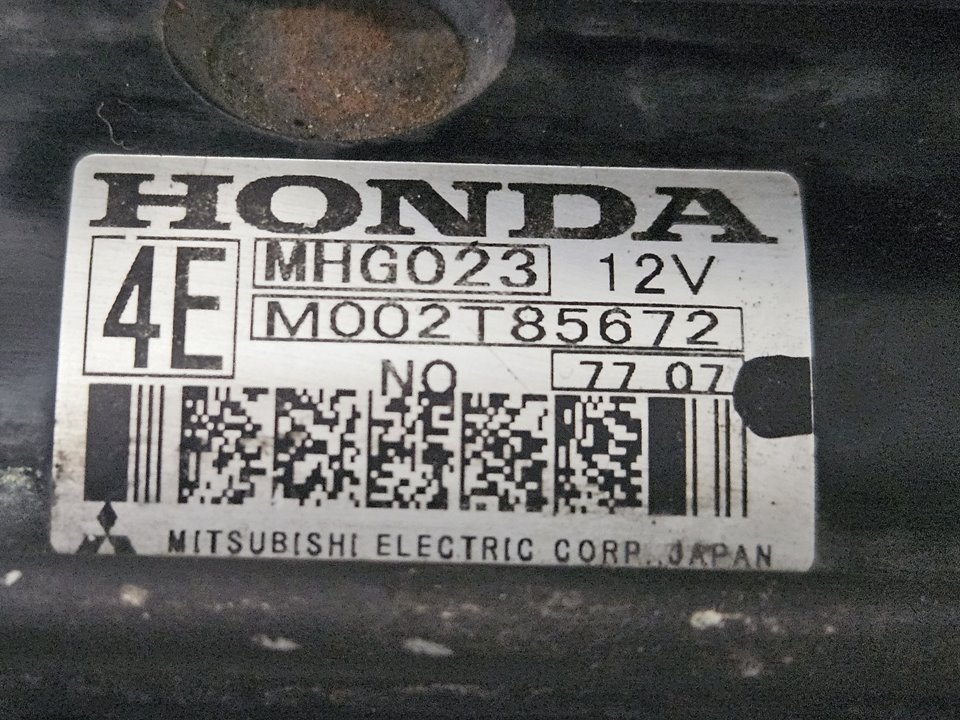 HONDA
4E
MHG023 12V
M002T85672
NO 77 07
MITSUBISHI ELECTRIC CORP., JAPAN